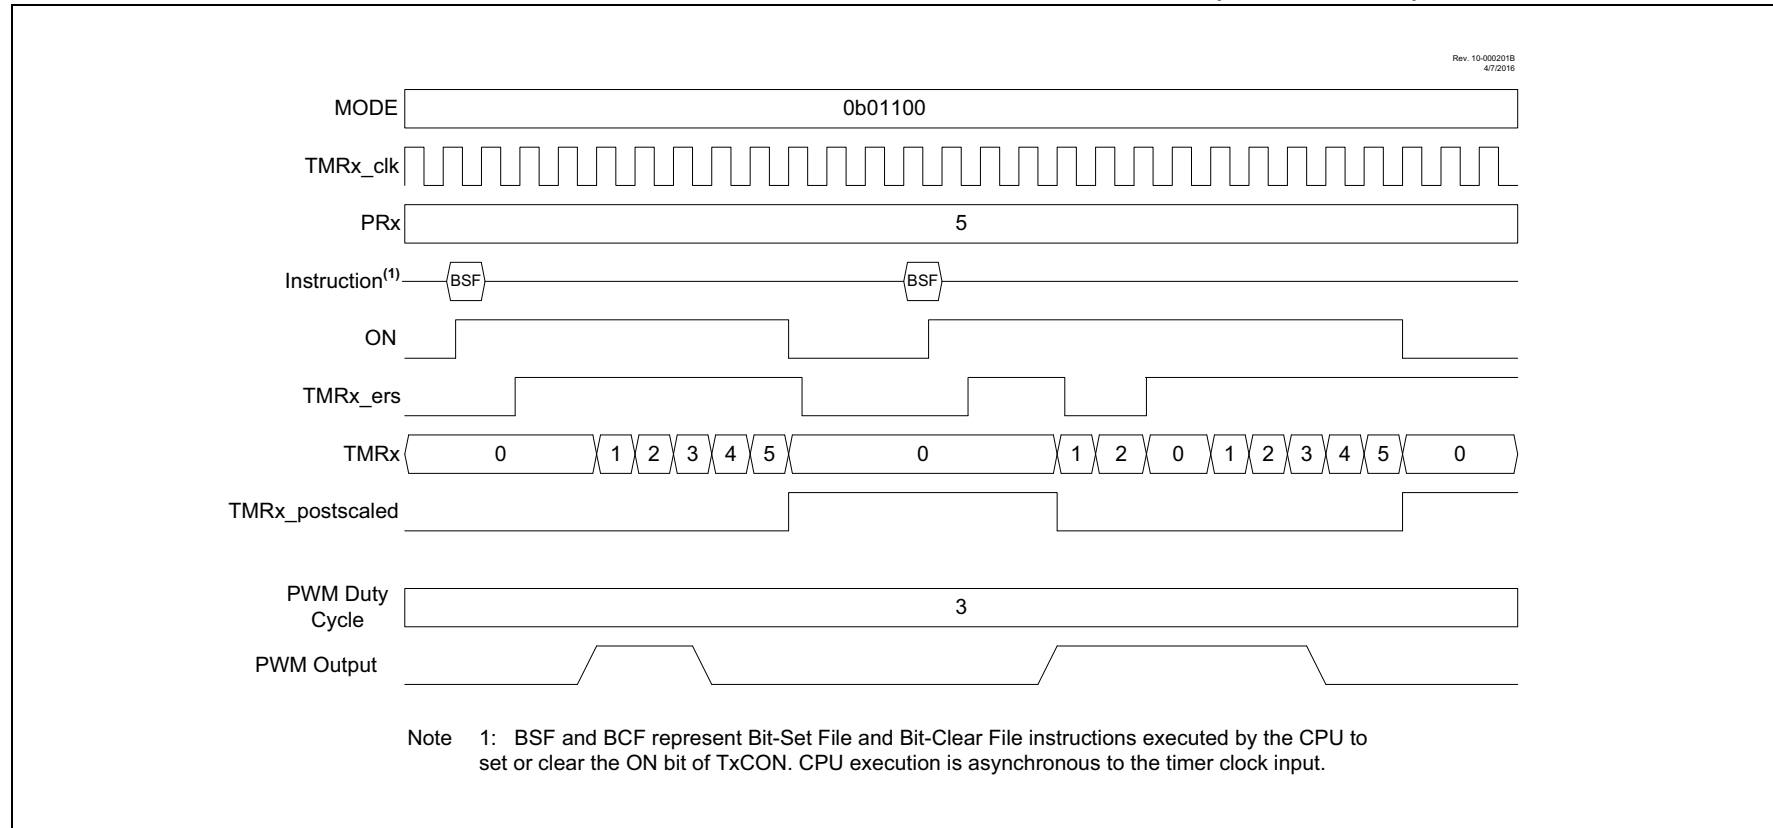 Rev. 10-000201B
4/7/2016
MODE 0b01100
TMRx_clk
PRx 5
Instruction(1) BSF BSF
ON
TMRx_ers
TMRx 0 1 2 3 4 5 0 1 2 0 1 2 3 4 5 0
TMRx_postscaled
PWM Duty
Cycle 3
PWM Output
Note 1: BSF and BCF represent Bit-Set File and Bit-Clear File instructions executed by the CPU to
set or clear the ON bit of TxCON. CPU execution is asynchronous to the timer clock input.